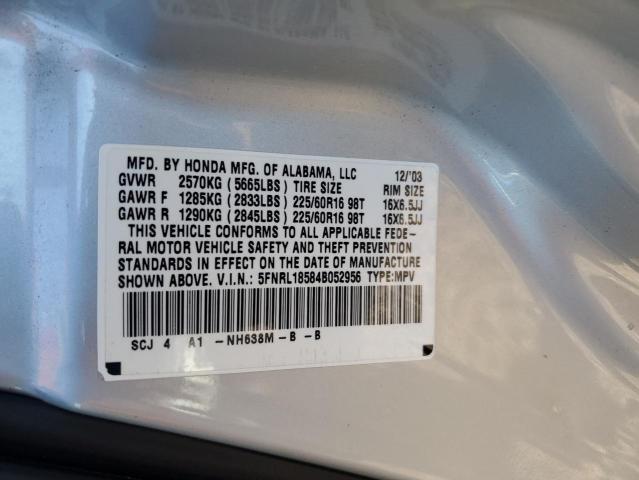 MFD. BY HONDA MFG. OF ALABAMA, LLC 12/'03
GVWR 2570KG (5665LBS) TIRE SIZE RIM SIZE
GAWR F 1285KG (2833LBS) 225/60R16 98T 16X6.5JJ
GAWR R 1290KG (2845LBS) 225/60R16 98T 16X6.5JJ
THIS VEHICLE CONFORMS TO ALL APPLICABLE FEDE-
RAL MOTOR VEHICLE SAFETY AND THEFT PREVENTION
STANDARDS IN EFFECT ON THE DATE OF MANUFACTURE
SHOWN ABOVE. V.I.N.: 5FNRL18584B052956 TYPE:MPV
SCJ 4 A1 -NH638M-B-B